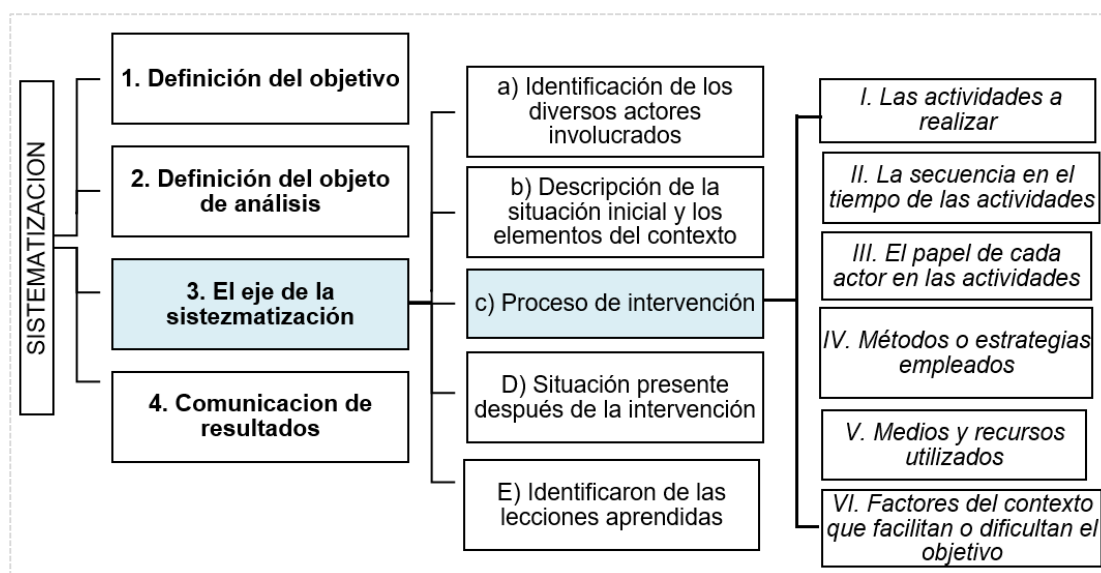 SISTEMATIZACION
1. Definición del objetivo
2. Definición del objeto
de análisis
3. El eje de la
sistezmatización
4. Comunicacion de
resultados
a) Identificación de los
diversos actores
involucrados
b) Descripción de la
situación inicial y los
elementos del contexto
c) Proceso de intervención
D) Situación presente
después de la intervención
E) Identificaron de las
lecciones aprendidas
I. Las actividades a
realizar
II. La secuencia en el
tiempo de las actividades
III. El papel de cada
actor en las actividades
IV. Métodos o estrategias
empleados
V. Medios y recursos
utilizados
VI. Factores del contexto
que facilitan o dificultan el
objetivo